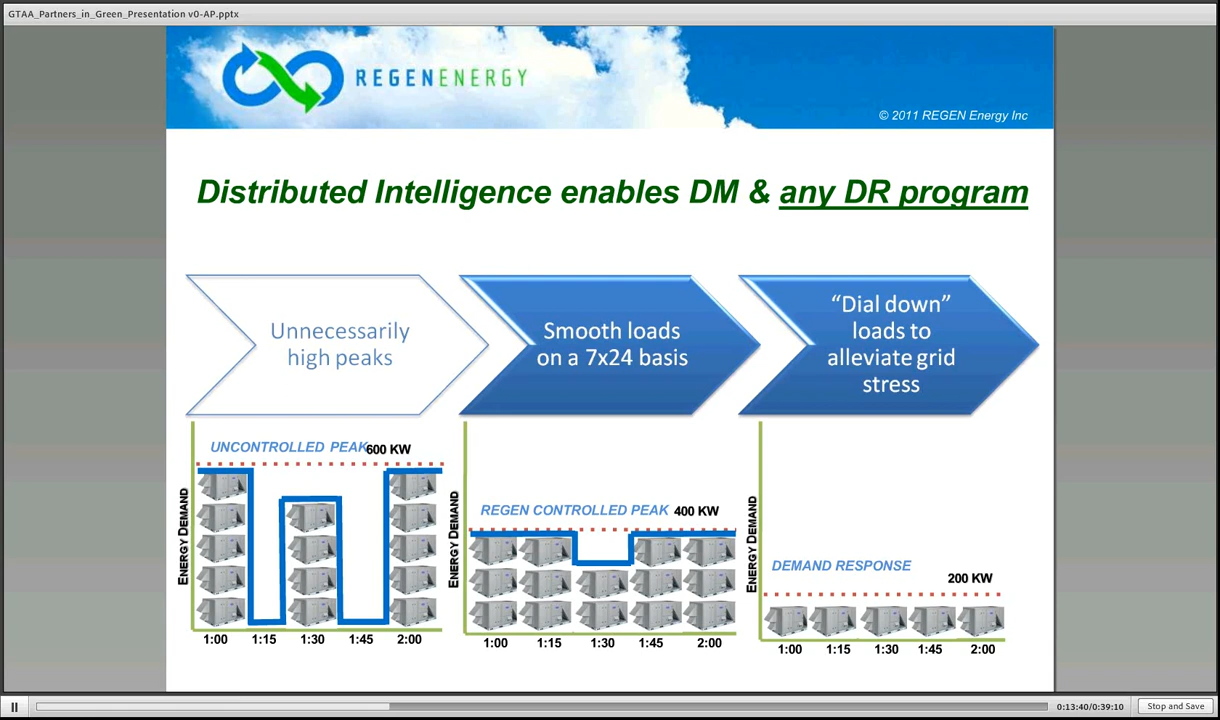 GTAA_Partners_in_Green_Presentation v0-AP.pptx
REGENENERGY
© 2011 REGEN Energy Inc
Distributed Intelligence enables DM & any DR program
Unnecessarily
high peaks
Smooth loads
on a 7x24 basis
“Dial down”
loads to
alleviate grid
stress
UNCONTROLLED PEAK 600 KW
ENERGY DEMAND
1:00 1:15 1:30 1:45 2:00
REGEN CONTROLLED PEAK 400 KW
ENERGY DEMAND
1:00 1:15 1:30 1:45 2:00
DEMAND RESPONSE
200 KW
ENERGY DEMAND
1:00 1:15 1:30 1:45 2:00
0:13:40/0:39:10
Stop and Save